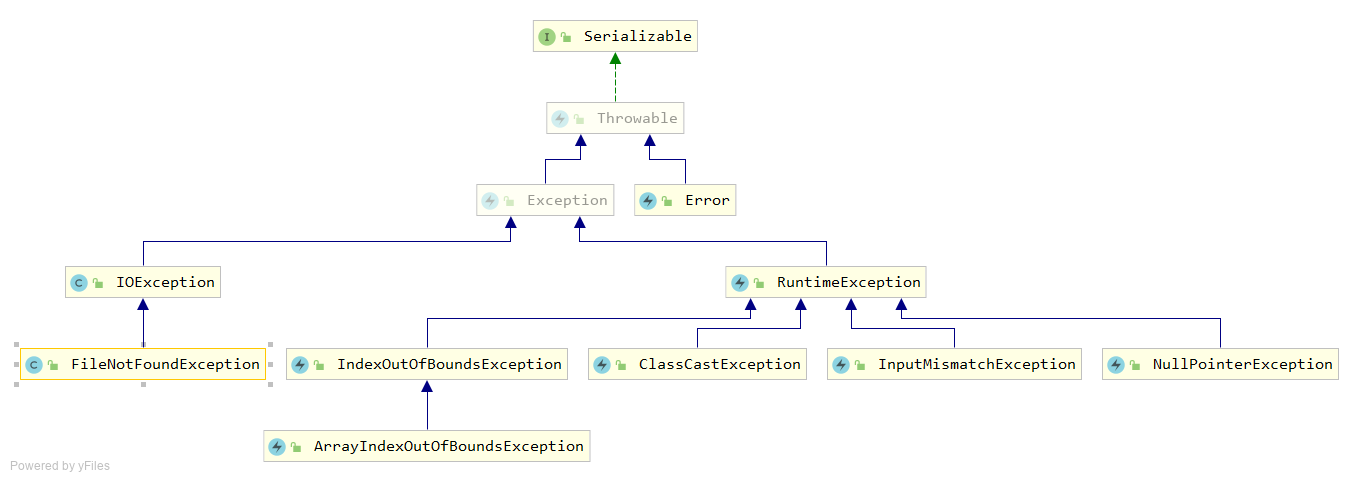 Serializable
Throwable
Exception
Error
IOException
RuntimeException
FileNotFoundException
IndexOutOfBoundsException
ClassCastException
InputMismatchException
NullPointerException
ArrayIndexOutOfBoundsException
Powered by yFiles